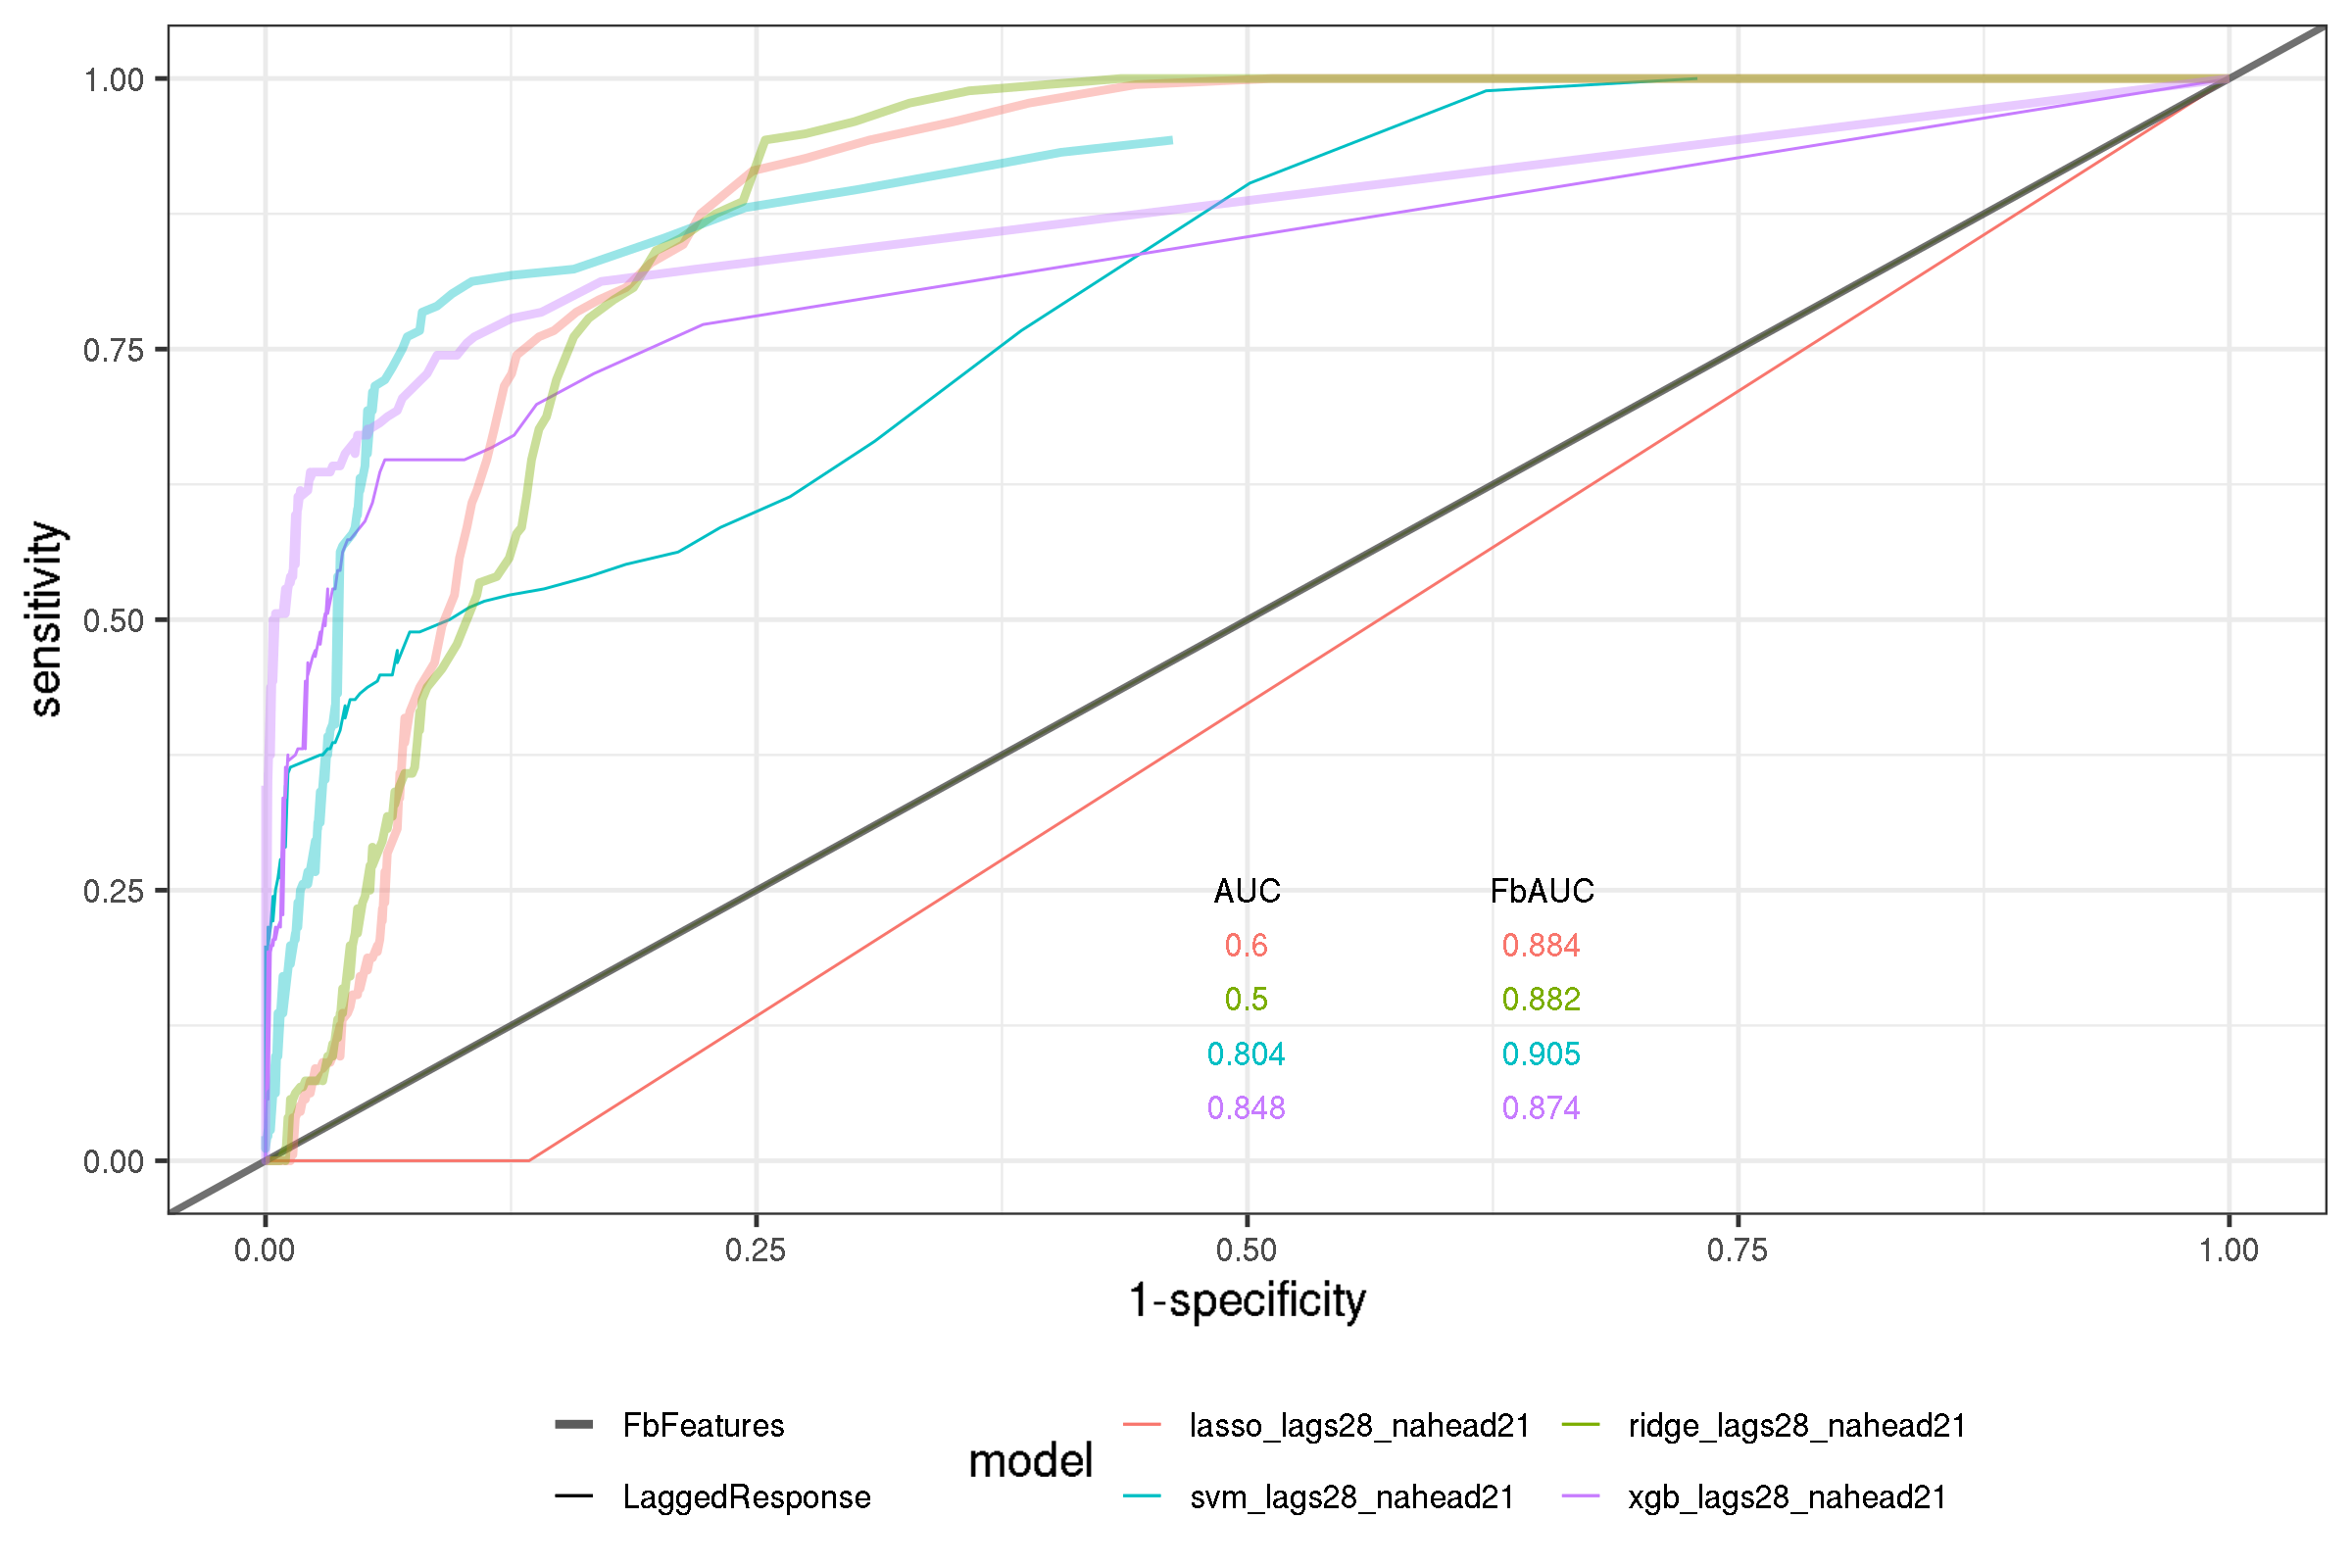 1.00
0.75
0.50
0.25
0.00
sensitivity
AUC FbAUC
0.6 0.884
0.5 0.882
0.804 0.905
0.848 0.874
0.00 0.25 0.50 0.75 1.00
1-specificity
FbFeatures
LaggedResponse
model
lasso_lags28_nahead21 ridge_lags28_nahead21
svm_lags28_nahead21 xgb_lags28_nahead21